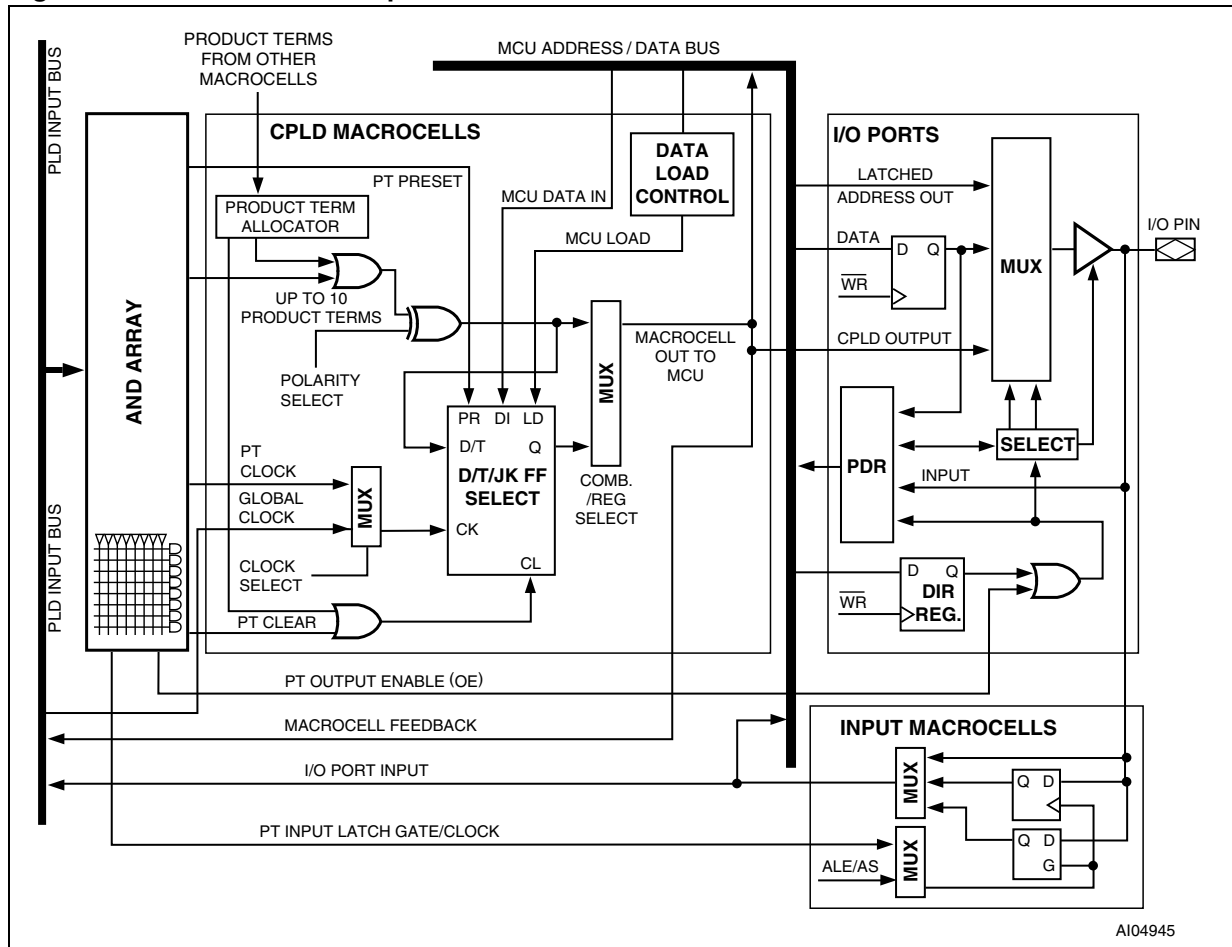 PRODUCT TERMS
FROM OTHER
MACROCELLS
MCU ADDRESS / DATA BUS
PLD INPUT BUS
AND ARRAY
PLD INPUT BUS
CPLD MACROCELLS
PT PRESET
PRODUCT TERM
ALLOCATOR
MCU DATA IN
DATA
LOAD
CONTROL
MCU LOAD
UP TO 10
PRODUCT TERMS
POLARITY
SELECT
MUX
MACROCELL
OUT TO
MCU
PR DI LD
D/T Q
D/T/JK FF
SELECT
CK
CL
COMB.
/REG
SELECT
PT
CLOCK
GLOBAL
CLOCK
MUX
CLOCK
SELECT
PT CLEAR
PT OUTPUT ENABLE (OE)
MACROCELL FEEDBACK
I/O PORT INPUT
PT INPUT LATCH GATE/CLOCK
I/O PORTS
LATCHED
ADDRESS OUT
DATA
D Q
WR
MUX
I/O PIN
CPLD OUTPUT
SELECT
PDR
INPUT
D Q
DIR
REG.
WR
INPUT MACROCELLS
MUX
Q D
Q D
G
MUX
ALE/AS
AI04945